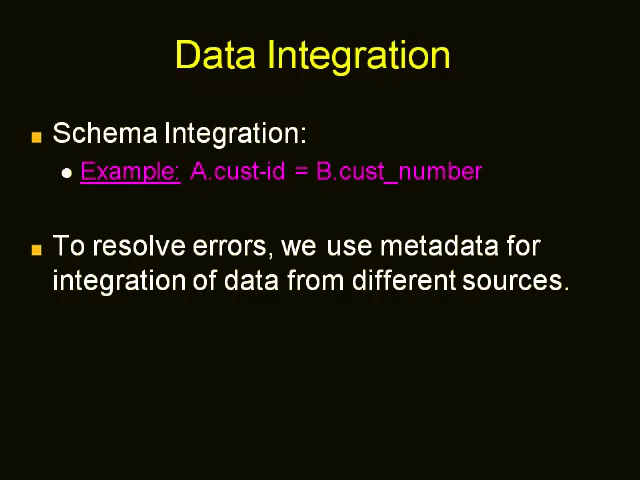 Data Integration
Schema Integration:
Example: A.cust-id = B.cust_number
To resolve errors, we use metadata for
integration of data from different sources.